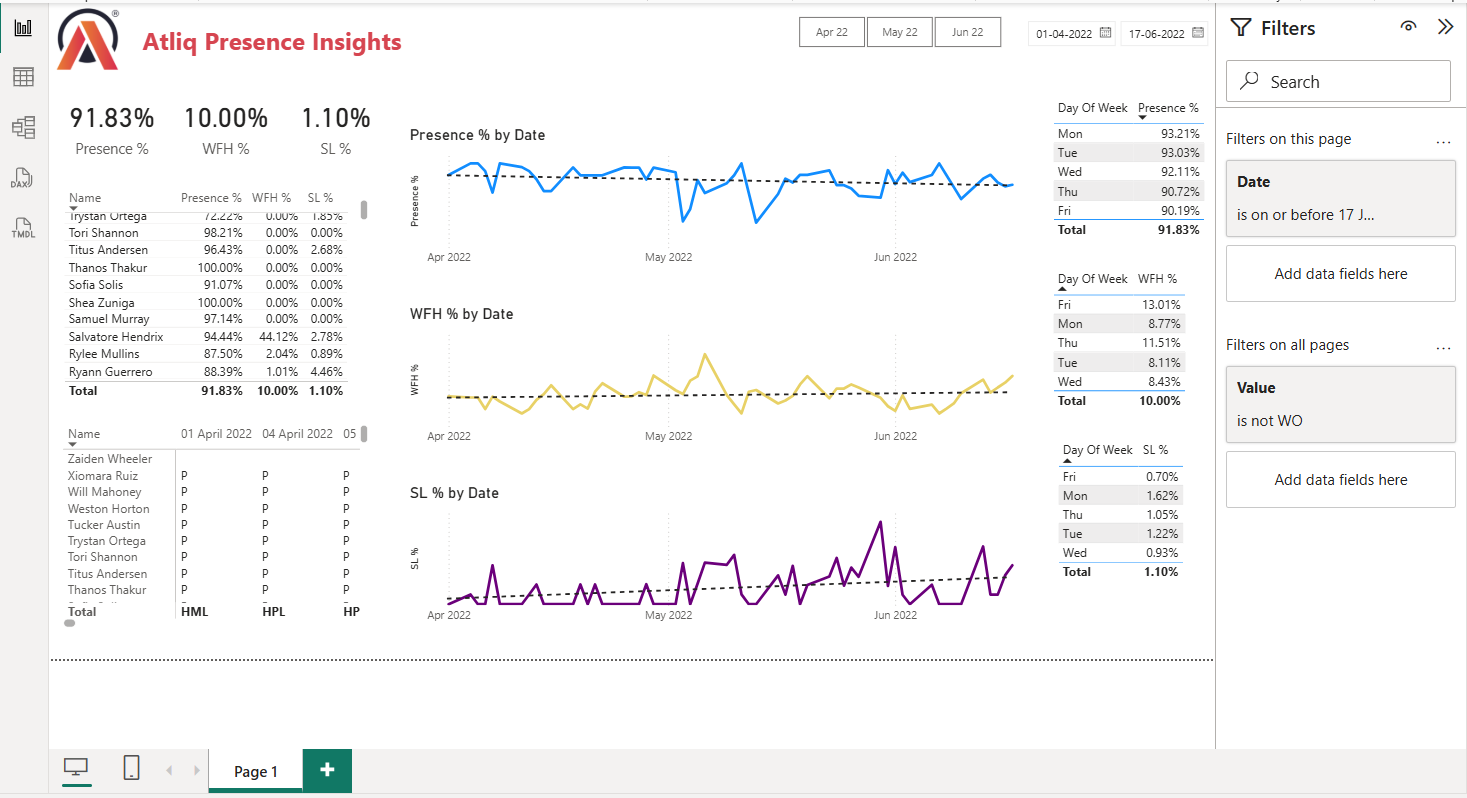 Atliq Presence Insights
®
Apr 22 May 22 Jun 22
01-04-2022 17-06-2022
91.83% 10.00% 1.10%
Presence % WFH % SL %
Name Presence % WFH % SL %
Trystan Ortega 72.22% 0.00% 1.85%
Tori Shannon 98.21% 0.00% 0.00%
Titus Andersen 96.43% 0.00% 2.68%
Thanos Thakur 100.00% 0.00% 0.00%
Sofia Solis 91.07% 0.00% 0.00%
Shea Zuniga 100.00% 0.00% 0.00%
Samuel Murray 97.14% 0.00% 0.00%
Salvatore Hendrix 94.44% 44.12% 2.78%
Rylee Mullins 87.50% 2.04% 0.89%
Ryann Guerrero 88.39% 1.01% 4.46%
Total 91.83% 10.00% 1.10%
Name 01 April 2022 04 April 2022 05
Zaiden Wheeler
Xiomara Ruiz P P P
Will Mahoney P P P
Weston Horton P P P
Tucker Austin P P P
Trystan Ortega P P P
Tori Shannon P P P
Titus Andersen P P P
Thanos Thakur P P P
Total HML HPL HP
Presence % by Date
Presence %
Apr 2022 May 2022 Jun 2022
WFH % by Date
WFH %
Apr 2022 May 2022 Jun 2022
SL % by Date
SL %
Apr 2022 May 2022 Jun 2022
Day Of Week Presence %
Mon 93.21%
Tue 93.03%
Wed 92.11%
Thu 90.72%
Fri 90.19%
Total 91.83%
Day Of Week WFH %
Fri 13.01%
Mon 8.77%
Thu 11.51%
Tue 8.11%
Wed 8.43%
Total 10.00%
Day Of Week SL %
Fri 0.70%
Mon 1.62%
Thu 1.05%
Tue 1.22%
Wed 0.93%
Total 1.10%
Filters
Search
Filters on this page ...
Date
is on or before 17 J...
Add data fields here
Filters on all pages ...
Value
is not WO
Add data fields here
DAX
TMDL
Page 1
+